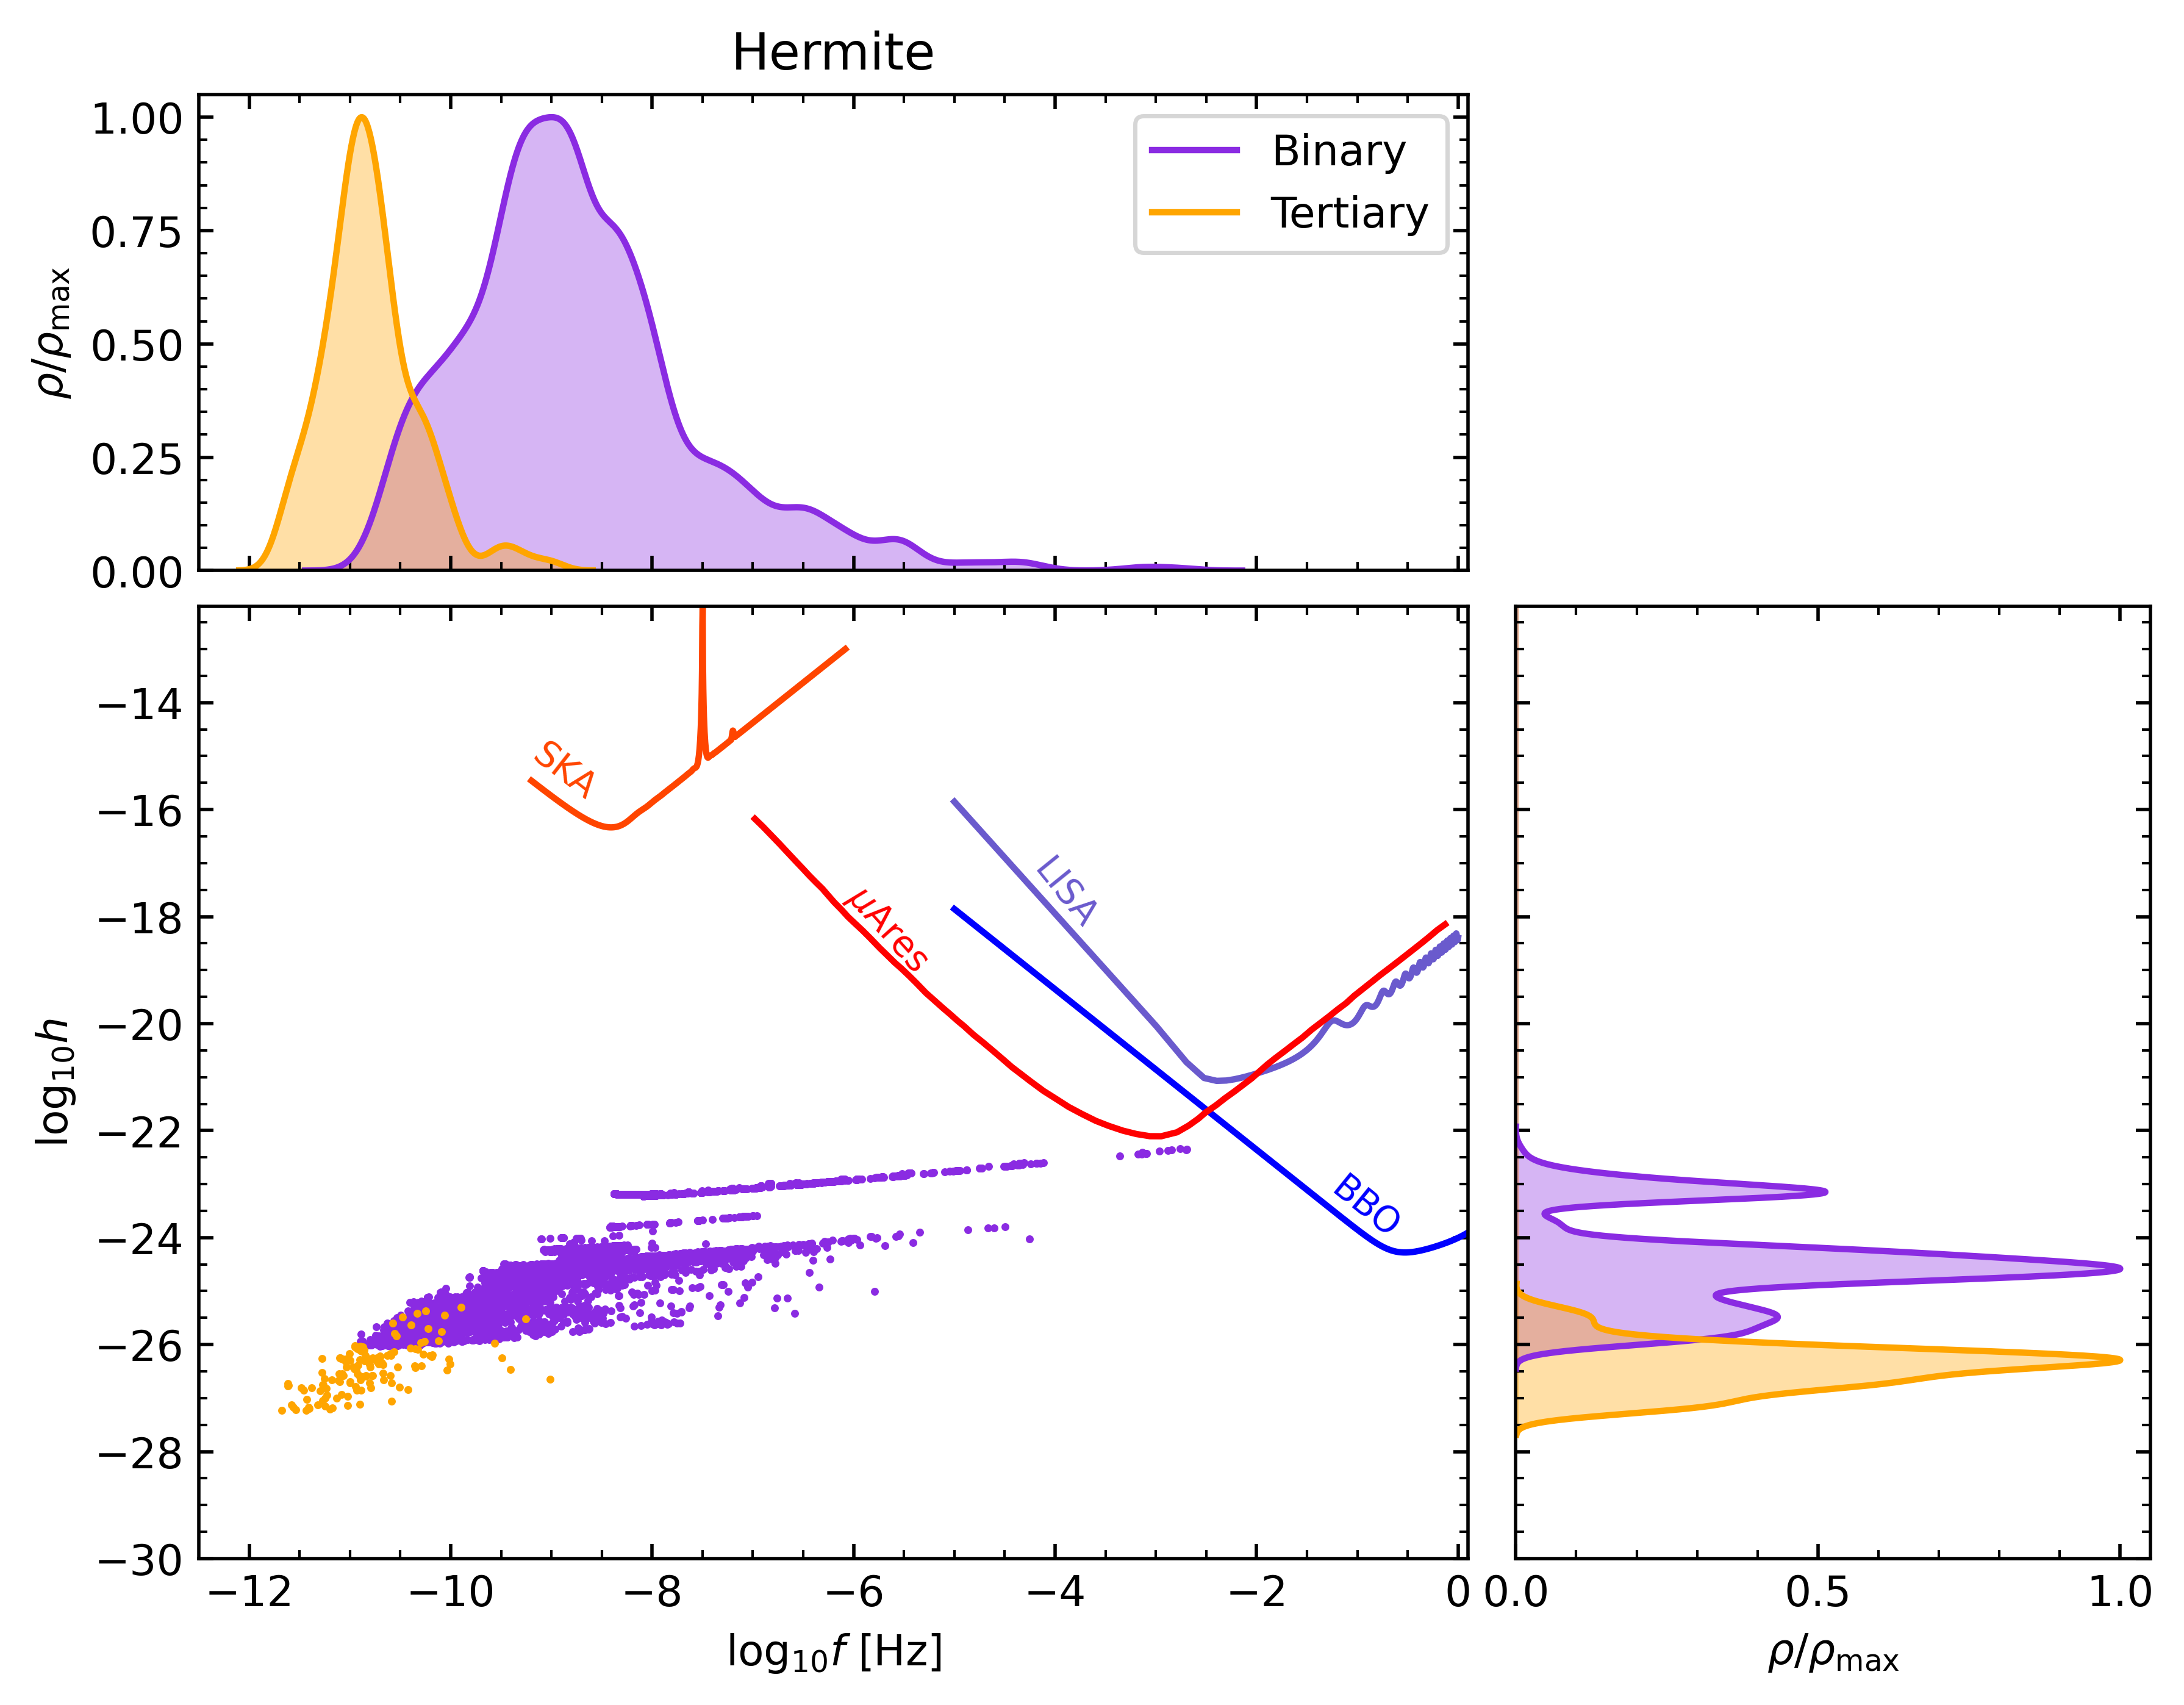 Hermite
1.00
0.75
0.50
0.25
0.00
ρ/ρmax
Binary
Tertiary
−14
−16
−18
−20
−22
−24
−26
−28
−30
log10h
SKA
μAres
LISA
BBO
−12 −10 −8 −6 −4 −2 0
log10f [Hz]
0.0 0.5 1.0
ρ/ρmax